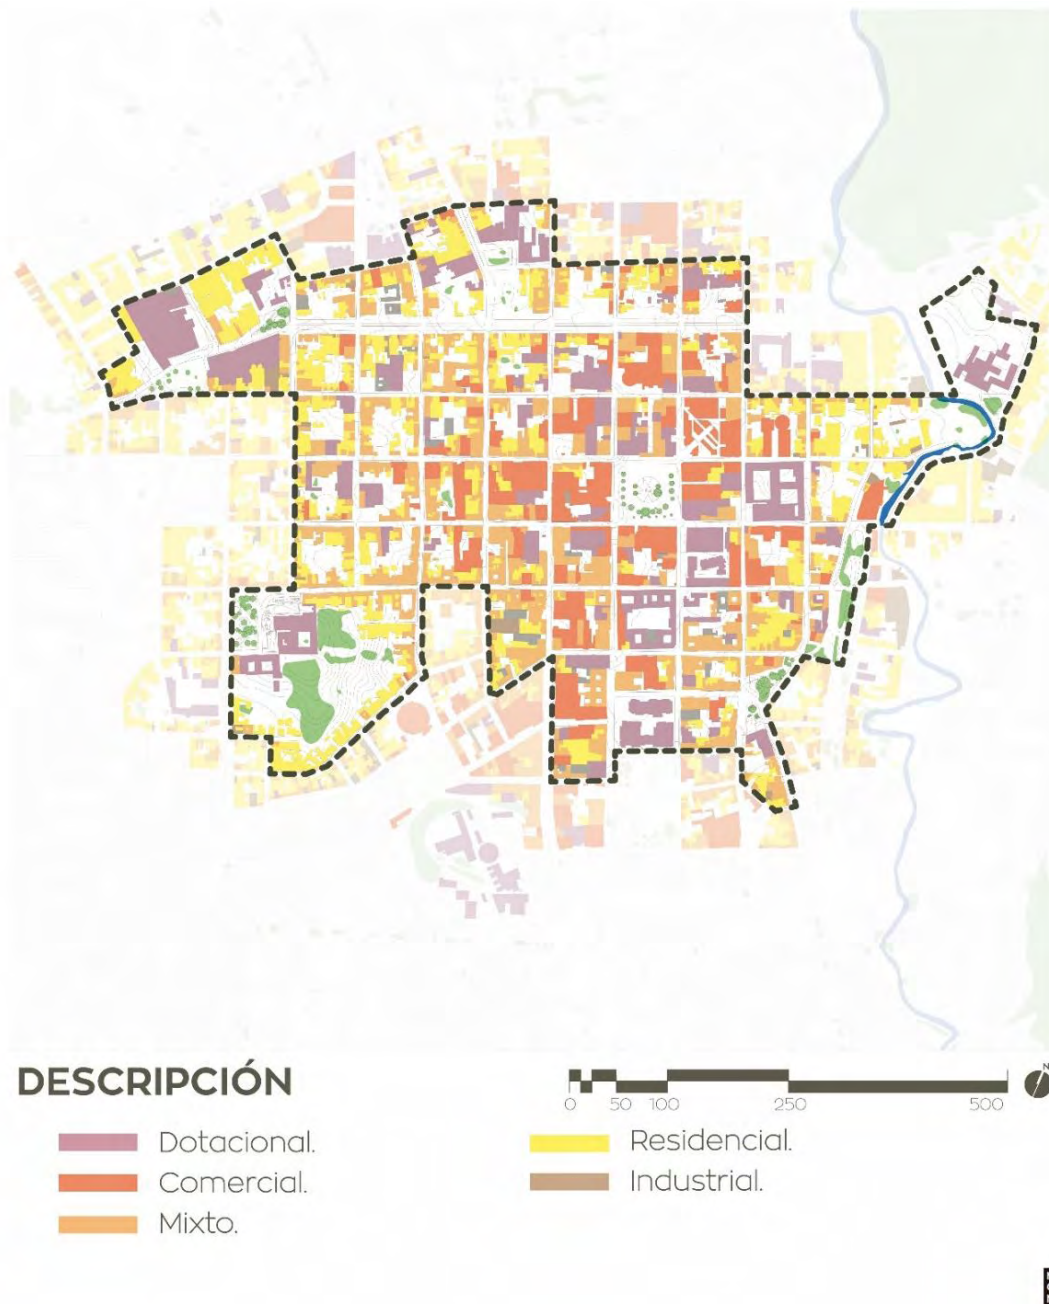 DESCRIPCIÓN
0 50 100 250 500
N
Dotacional.
Comercial.
Mixto.
Residencial.
Industrial.